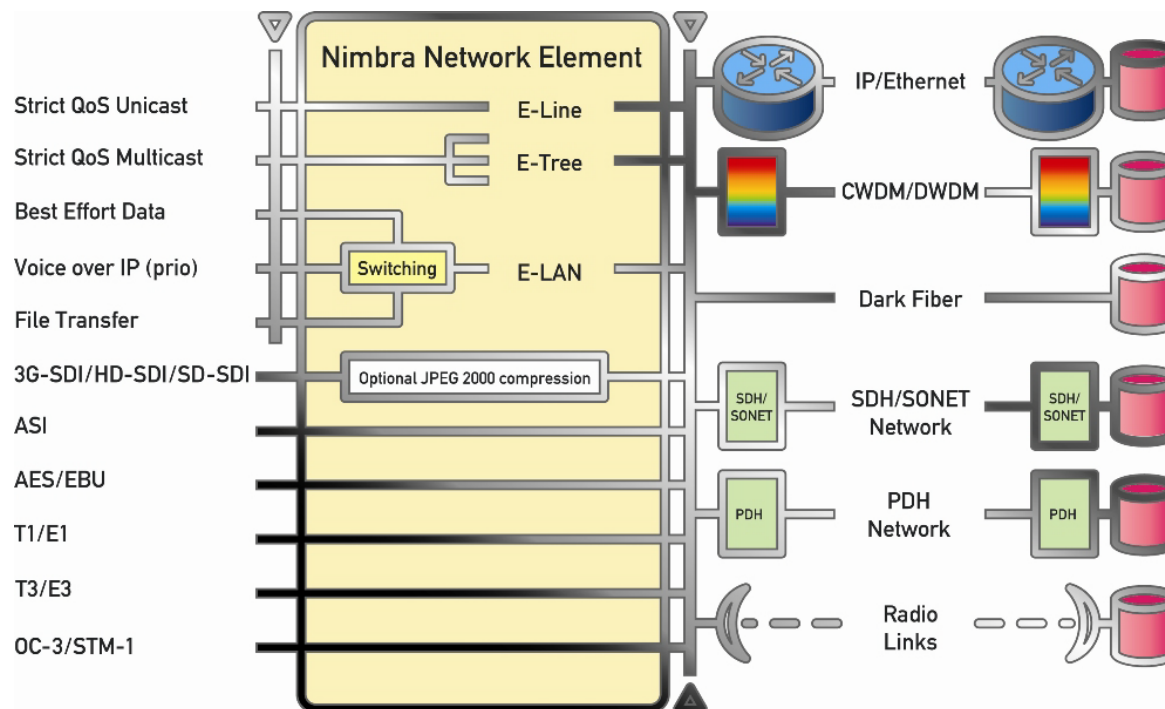 Nimbra Network Element
Strict QoS Unicast
E-Line
Strict QoS Multicast
E-Tree
Best Effort Data
Voice over IP (prio)
Switching
E-LAN
File Transfer
3G-SDI/HD-SDI/SD-SDI
Optional JPEG 2000 compression
ASI
AES/EBU
T1/E1
T3/E3
OC-3/STM-1
IP/Ethernet
CWDM/DWDM
Dark Fiber
SDH/
SONET
SDH/SONET
Network
SDH/
SONET
PDH
PDH
Network
PDH
Radio
Links